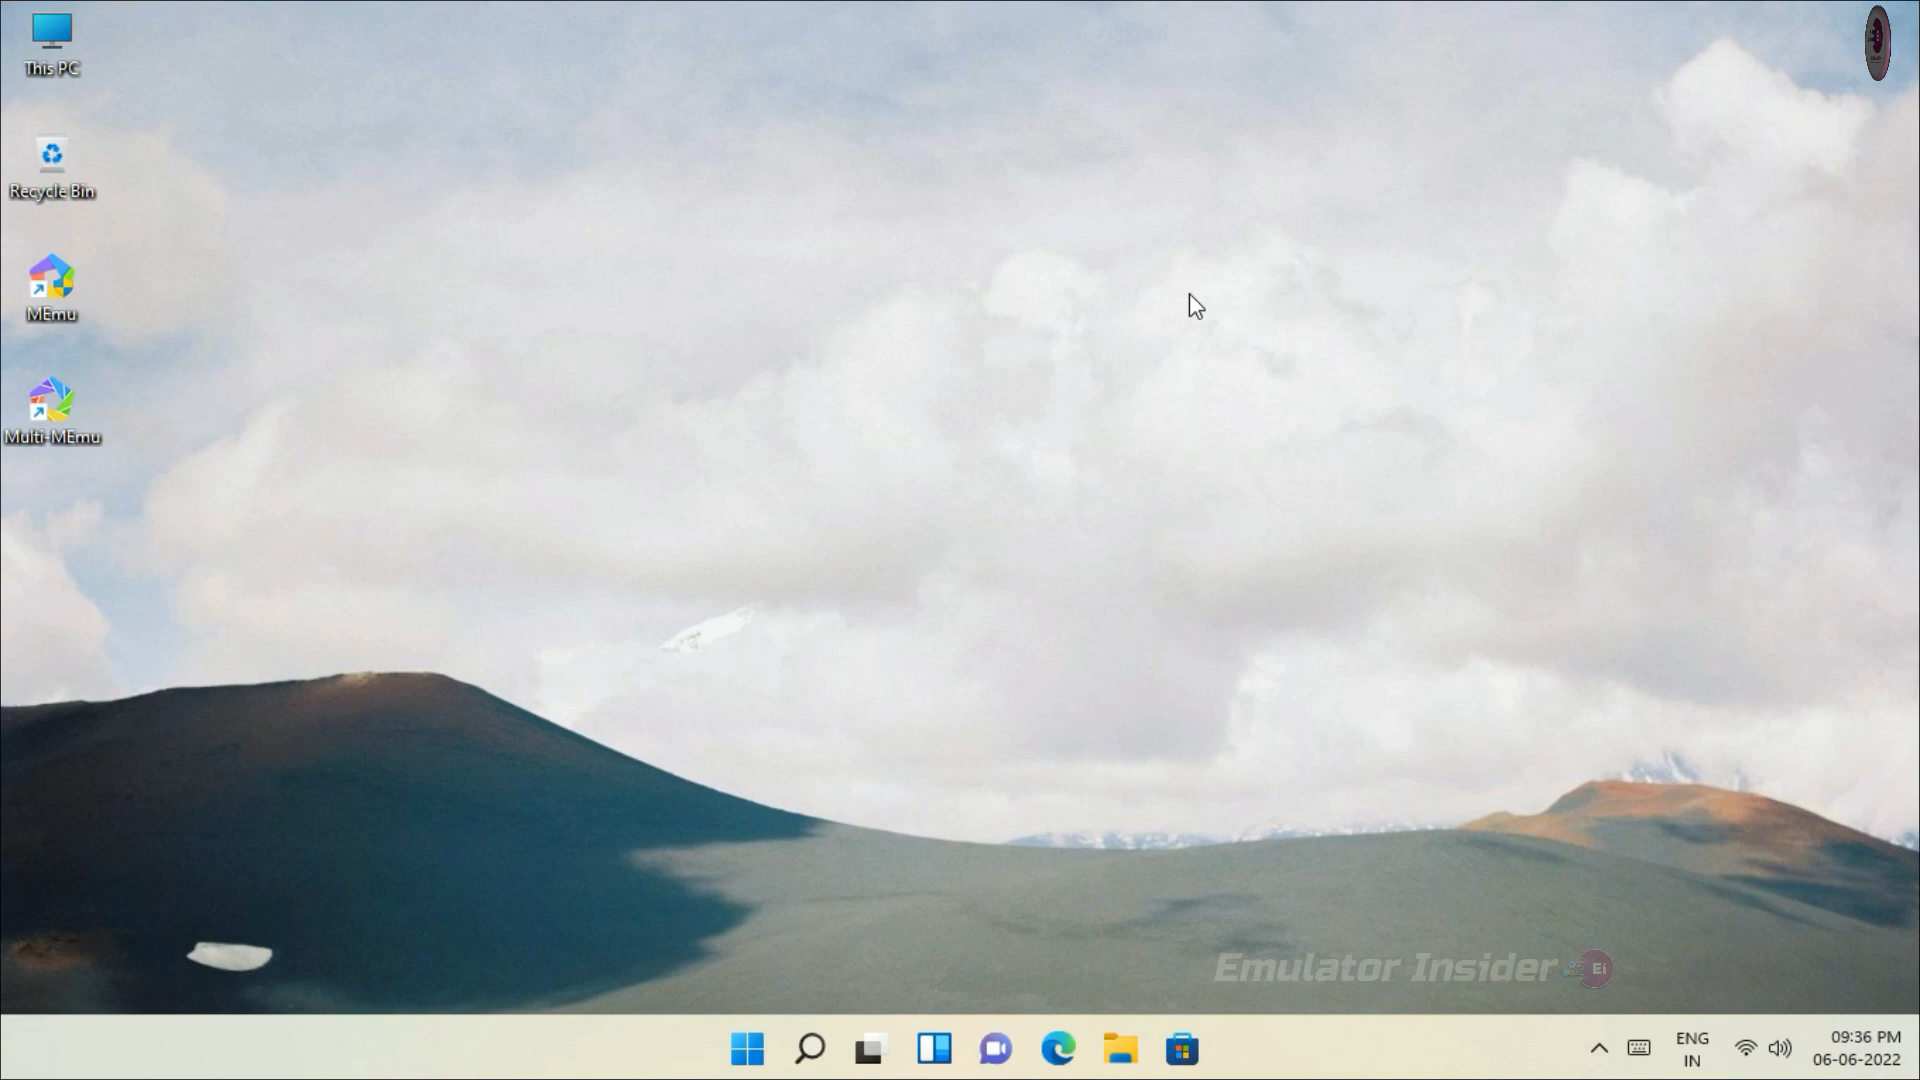 This PC
Recycle Bin
MEmu
Multi-MEmu
Emulator Insider Ei
ENG
IN
09:36 PM
06-06-2022